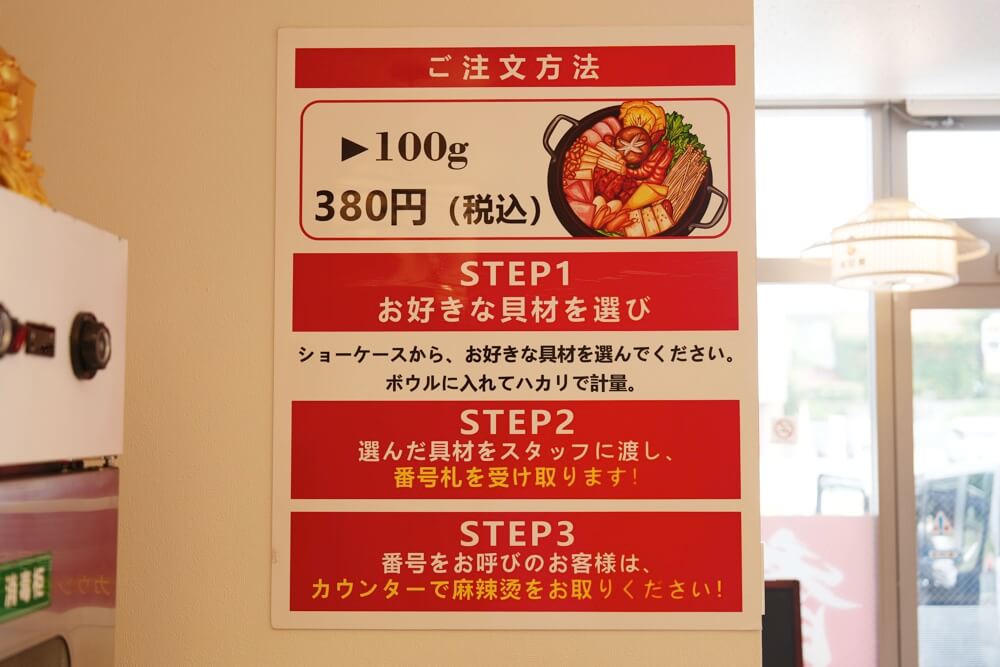 ご注文方法
▶100g
380円（税込）
STEP1
お好きな具材を選び
ショーケースから、お好きな具材を選んでください。
ボウルに入れてハカリで計量。
STEP2
選んだ具材をスタッフに渡し、
番号札を受け取ります!
STEP3
番号をお呼びのお客様は、
カウンターで麻辣烫をお取りください!
消毒柜